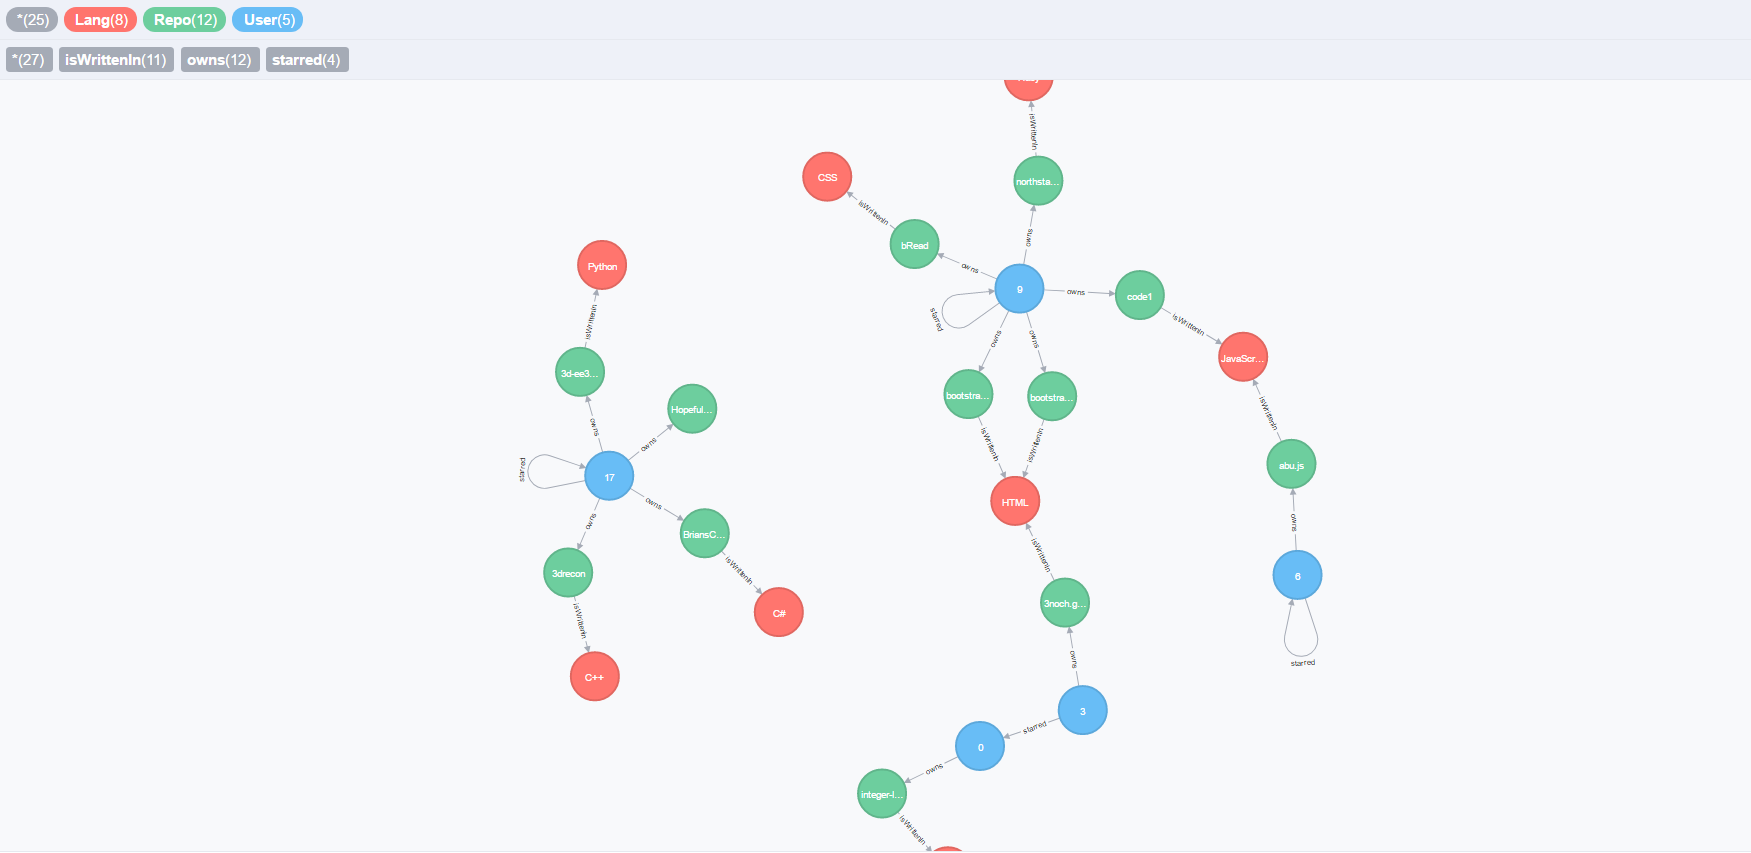 *(25) Lang(8) Repo(12) User(5)
*(27) isWrittenIn(11) owns(12) starred(4)
isWrittenIn
CSS
northsta...
isWrittenIn
owns
bRead
Python
owns
9
owns
code1
starred
isWrittenIn
isWrittenIn
owns
owns
JavaScr...
3d-ee3...
bootstra...
bootstra...
Hopeful...
isWrittenIn
owns
owns
isWrittenIn
isWrittenIn
abu.js
starred
17
owns
HTML
owns
owns
BriansC...
isWrittenIn
isWrittenIn
3drecon
6
C#
3noch.g...
isWrittenIn
owns
starred
C++
3
starred
0
owns
integer-l...
isWrittenIn